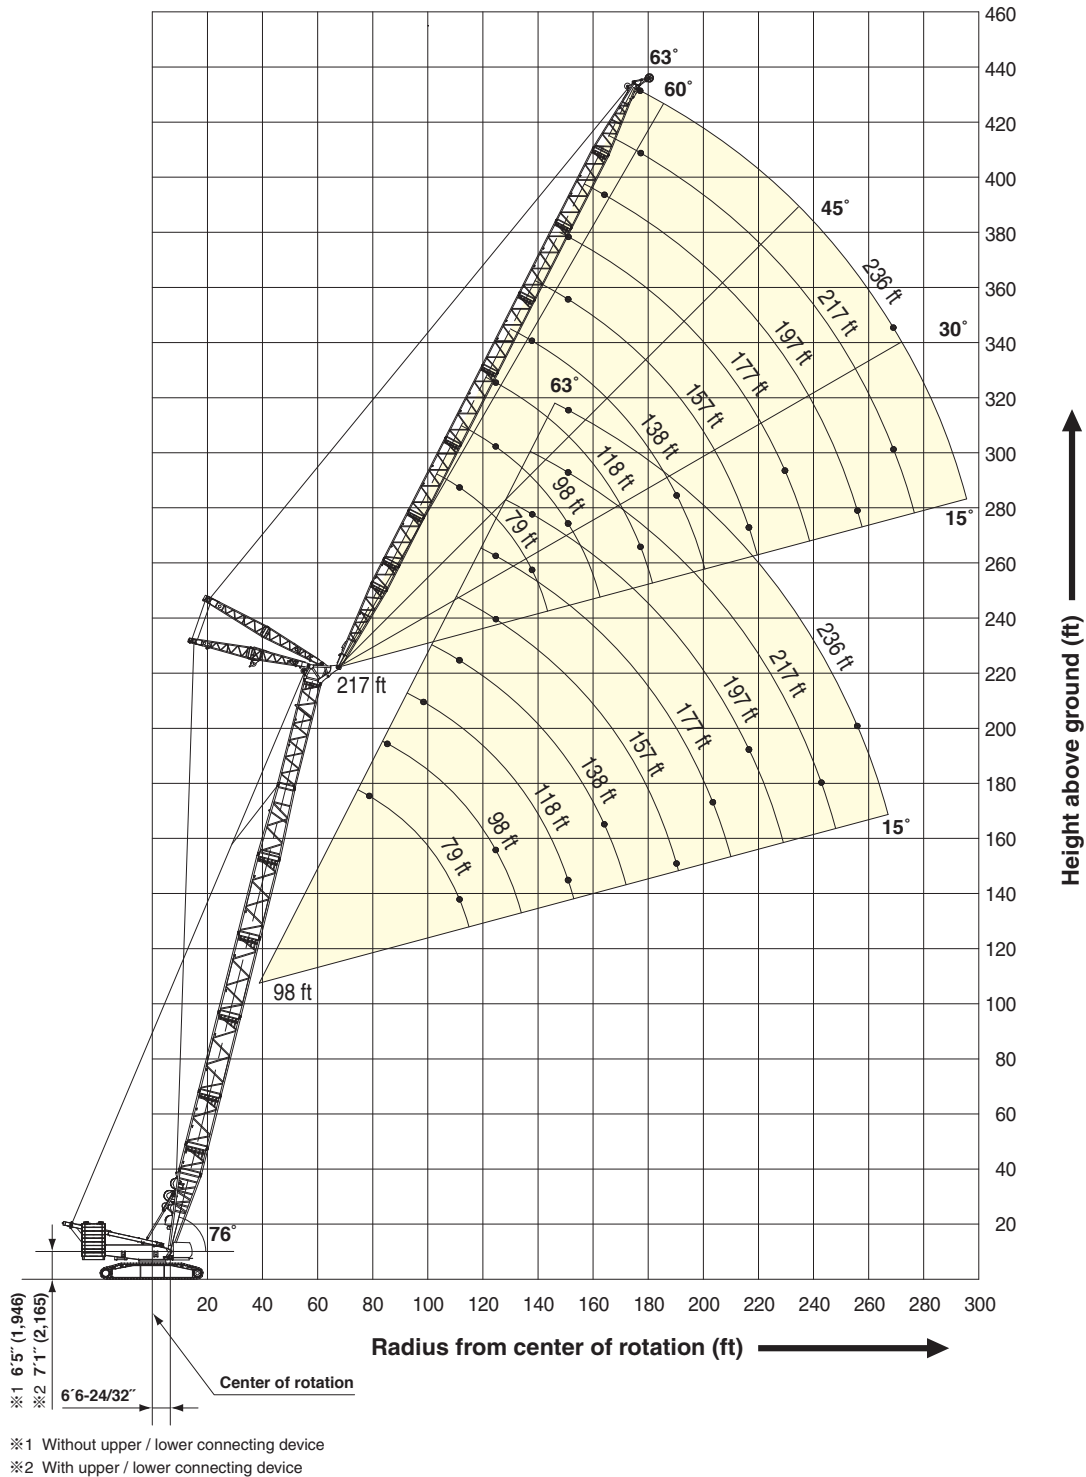 460
63°
440
60°
420
400
45°
380
236 ft
360
217 ft
30°
340
197 ft
177 ft
320
63°
157 ft
138 ft
300
118 ft
98 ft
280
79 ft
15°
260
240
236 ft
217 ft
220
217 ft
197 ft
177 ft
200
157 ft
138 ft
180
118 ft
98 ft
15°
160
79 ft
140
120
98 ft
100
80
60
40
76°
20
Height above ground (ft)
20 40 60 80 100 120 140 160 180 200 220 240 260 280 300
Radius from center of rotation (ft)
※1 6´5˝ (1,946)
※2 7´1˝ (2,165)
6´6-24/32˝
Center of rotation
※1 Without upper / lower connecting device
※2 With upper / lower connecting device